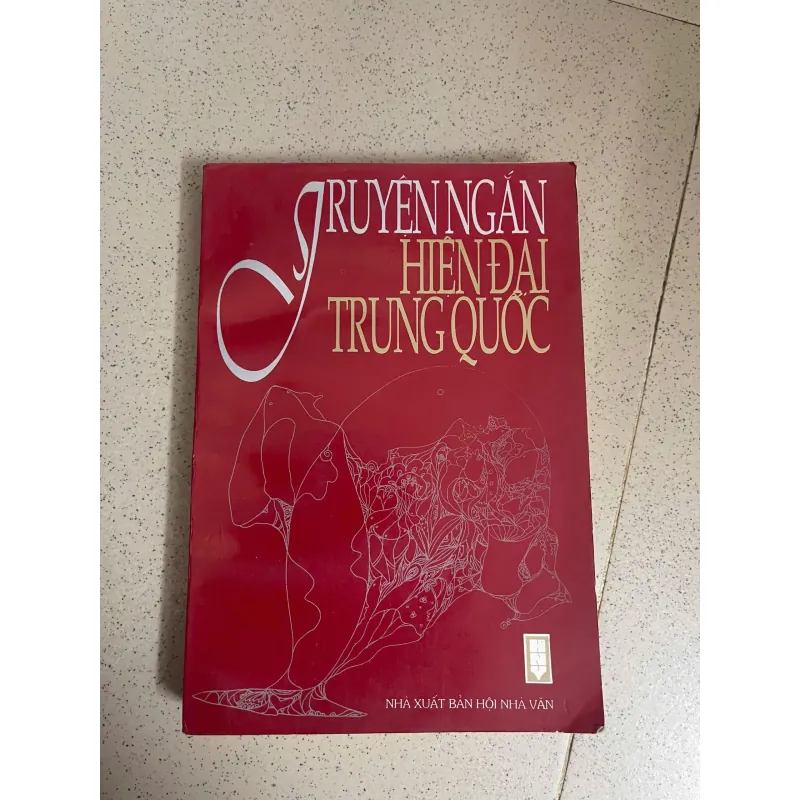 TRUYỆN NGẮN
HIỆN ĐẠI
TRUNG QUỐC
NHÀ XUẤT BẢN HỘI NHÀ VĂN